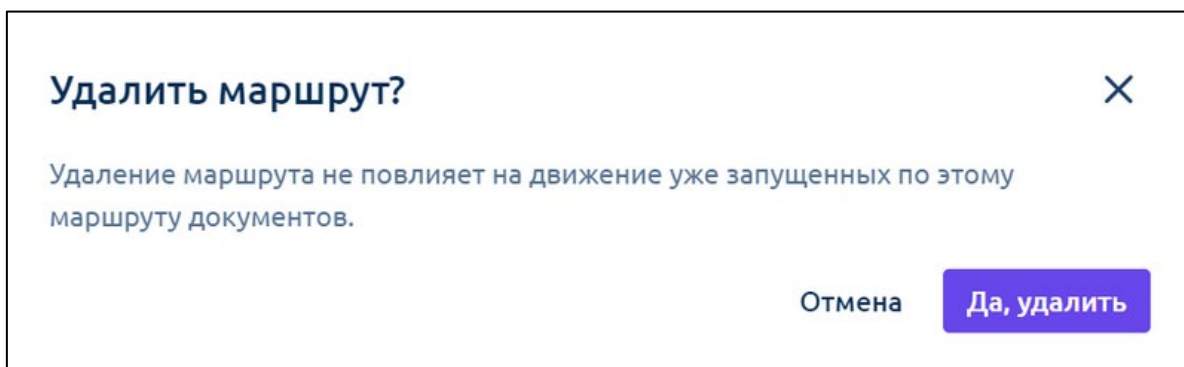 Удалить маршрут?
Удаление маршрута не повлияет на движение уже запущенных по этому
маршруту документов.
Отмена
Да, удалить